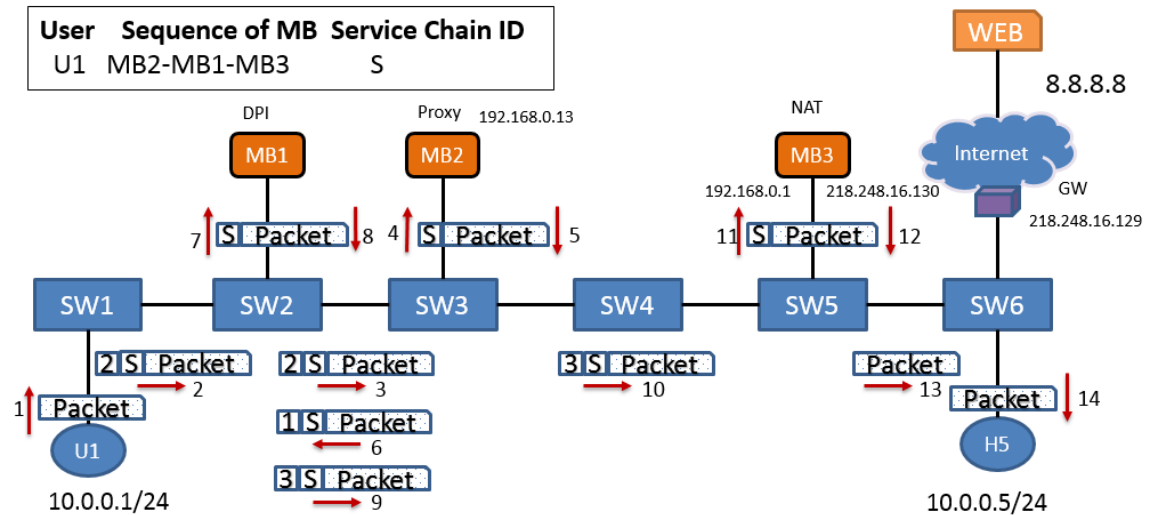 User Sequence of MB Service Chain ID
U1 MB2-MB1-MB3 S
WEB
8.8.8.8
DPI
Proxy
192.168.0.13
NAT
MB1
MB2
MB3
Internet
GW
192.168.0.1
218.248.16.130
218.248.16.129
7
S Packet
8
4
S Packet
5
11
S Packet
12
SW1
SW2
SW3
SW4
SW5
SW6
2 S Packet
2
2 S Packet
3
3 S Packet
10
Packet
13
1
Packet
1 S Packet
6
Packet
14
U1
3 S Packet
9
H5
10.0.0.1/24
10.0.0.5/24